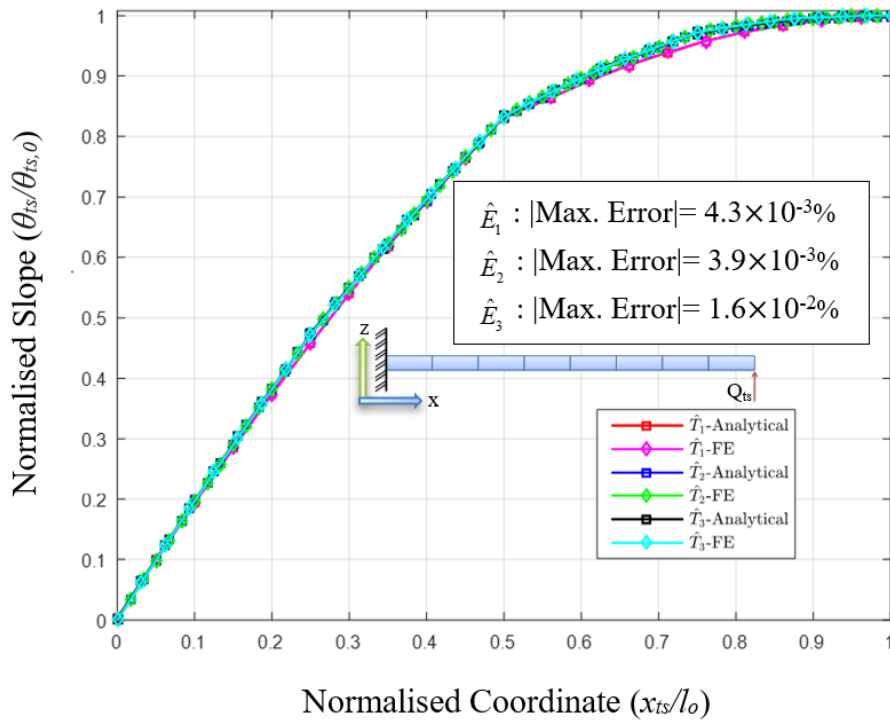 Normalised Slope (θts/θts,0)
1
0.9
0.8
0.7
0.6
0.5
0.4
0.3
0.2
0.1
0
Ê1 : |Max. Error|= 4.3×10-3%
Ê2 : |Max. Error|= 3.9×10-3%
Ê3 : |Max. Error|= 1.6×10-2%
z
x
Qts
T̂1-Analytical
T̂1-FE
T̂2-Analytical
T̂2-FE
T̂3-Analytical
T̂3-FE
0 0.1 0.2 0.3 0.4 0.5 0.6 0.7 0.8 0.9 1
Normalised Coordinate (xts/lo)